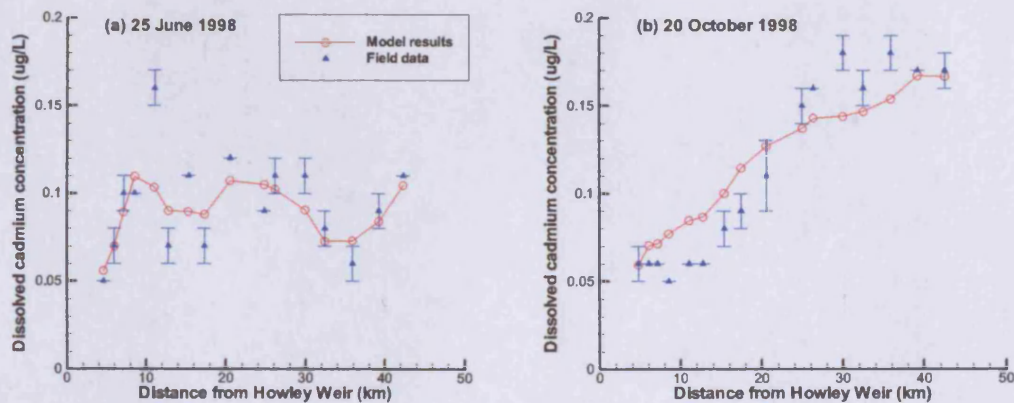 (a) 25 June 1998
Model results
Field data
Dissolved cadmium concentration (ug/L)
0.2
0.15
0.1
0.05
0
0
10
20
30
40
50
Distance from Howley Weir (km)
(b) 20 October 1998
Dissolved cadmium concentration (ug/L)
0.2
0.15
0.1
0.05
0
0
10
20
30
40
50
Distance from Howley Weir (km)